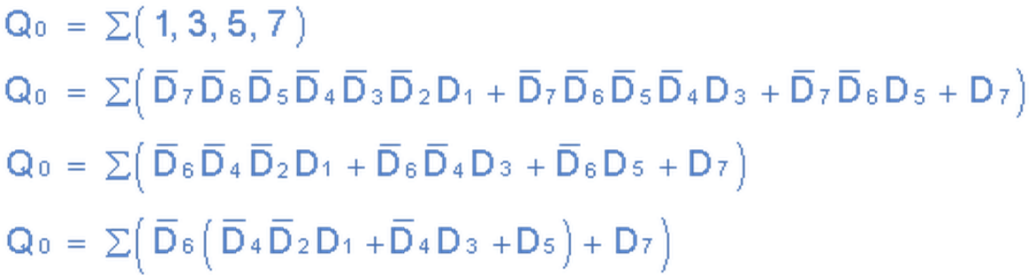 Q₀ = ∑( 1, 3, 5, 7 )
Q₀ = ∑( D̅₇D̅₆D̅₅D̅₄D̅₃D̅₂D₁ + D̅₇D̅₆D̅₅D̅₄D₃ + D̅₇D̅₆D₅ + D₇ )
Q₀ = ∑( D̅₆D̅₄D̅₂D₁ + D̅₆D̅₄D₃ + D̅₆D₅ + D₇ )
Q₀ = ∑( D̅₆( D̅₄D̅₂D₁ +D̅₄D₃ +D₅ ) + D₇ )